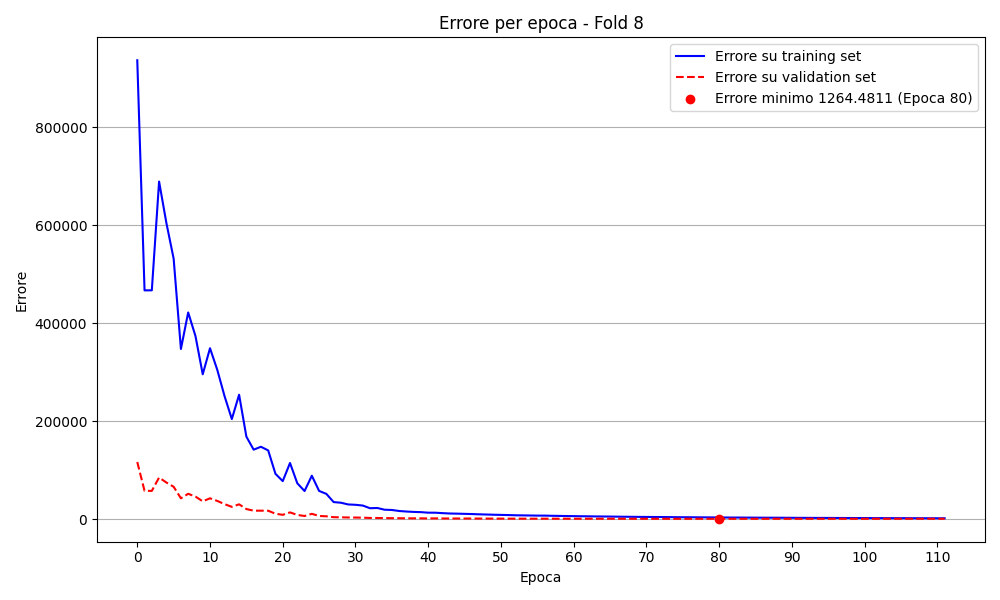 Errore per epoca - Fold 8
Errore su training set
Errore su validation set
Errore minimo 1264.4811 (Epoca 80)
Errore
800000
600000
400000
200000
0
0 10 20 30 40 50 60 70 80 90 100 110
Epoca